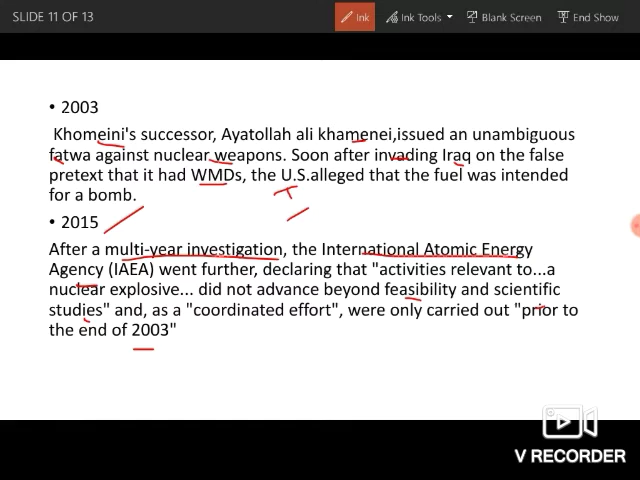 SLIDE 11 OF 13
Ink
Ink Tools
Blank Screen
End Show
• 2003
Khomeini's successor, Ayatollah ali khamenei,issued an unambiguous
fatwa against nuclear weapons. Soon after invading Iraq on the false
pretext that it had WMDs, the U.S.alleged that the fuel was intended
for a bomb.
• 2015
After a multi-year investigation, the International Atomic Energy
Agency (IAEA) went further, declaring that "activities relevant to...a
nuclear explosive... did not advance beyond feasibility and scientific
studies" and, as a "coordinated effort", were only carried out "prior to
the end of 2003"
V RECORDER